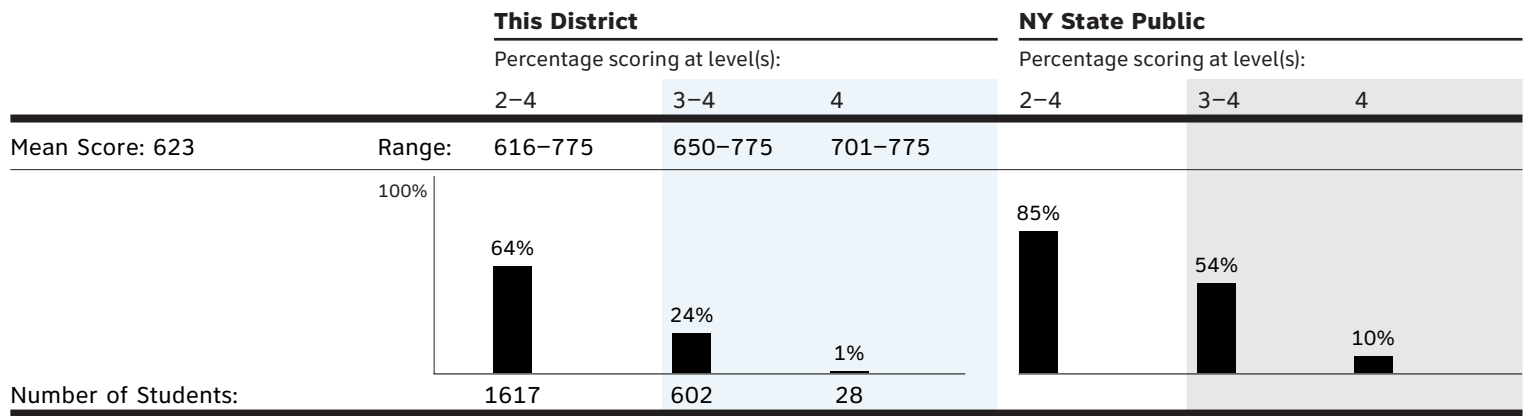 This District NY State Public
Percentage scoring at level(s): Percentage scoring at level(s):
2–4 3–4 4 2–4 3–4 4
Mean Score: 623 Range: 616–775 650–775 701–775
100%
64% 24% 1% 85% 54% 10%
Number of Students: 1617 602 28